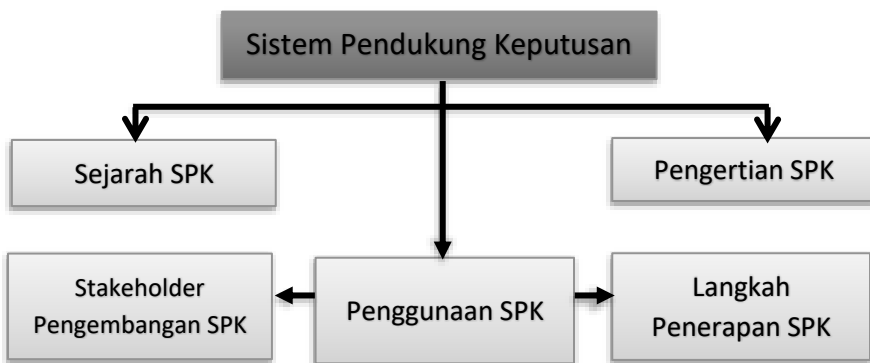 Sistem Pendukung Keputusan
Sejarah SPK
Pengertian SPK
Stakeholder
Pengembangan SPK
Penggunaan SPK
Langkah
Penerapan SPK